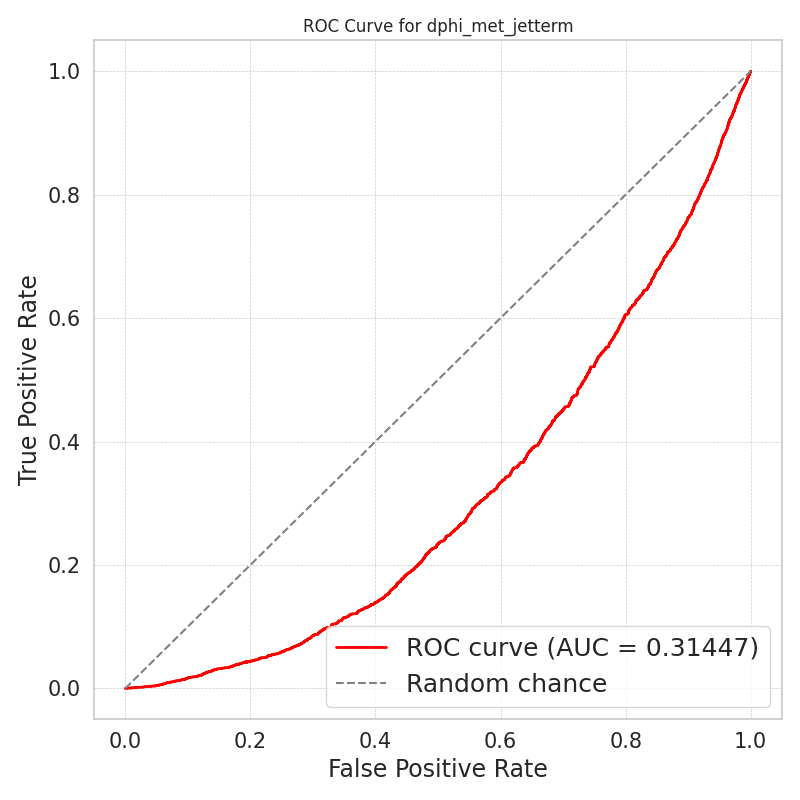 ROC Curve for dphi_met_jetterm
1.0
0.8
0.6
0.4
0.2
0.0
True Positive Rate
ROC curve (AUC = 0.31447)
Random chance
0.0 0.2 0.4 0.6 0.8 1.0
False Positive Rate